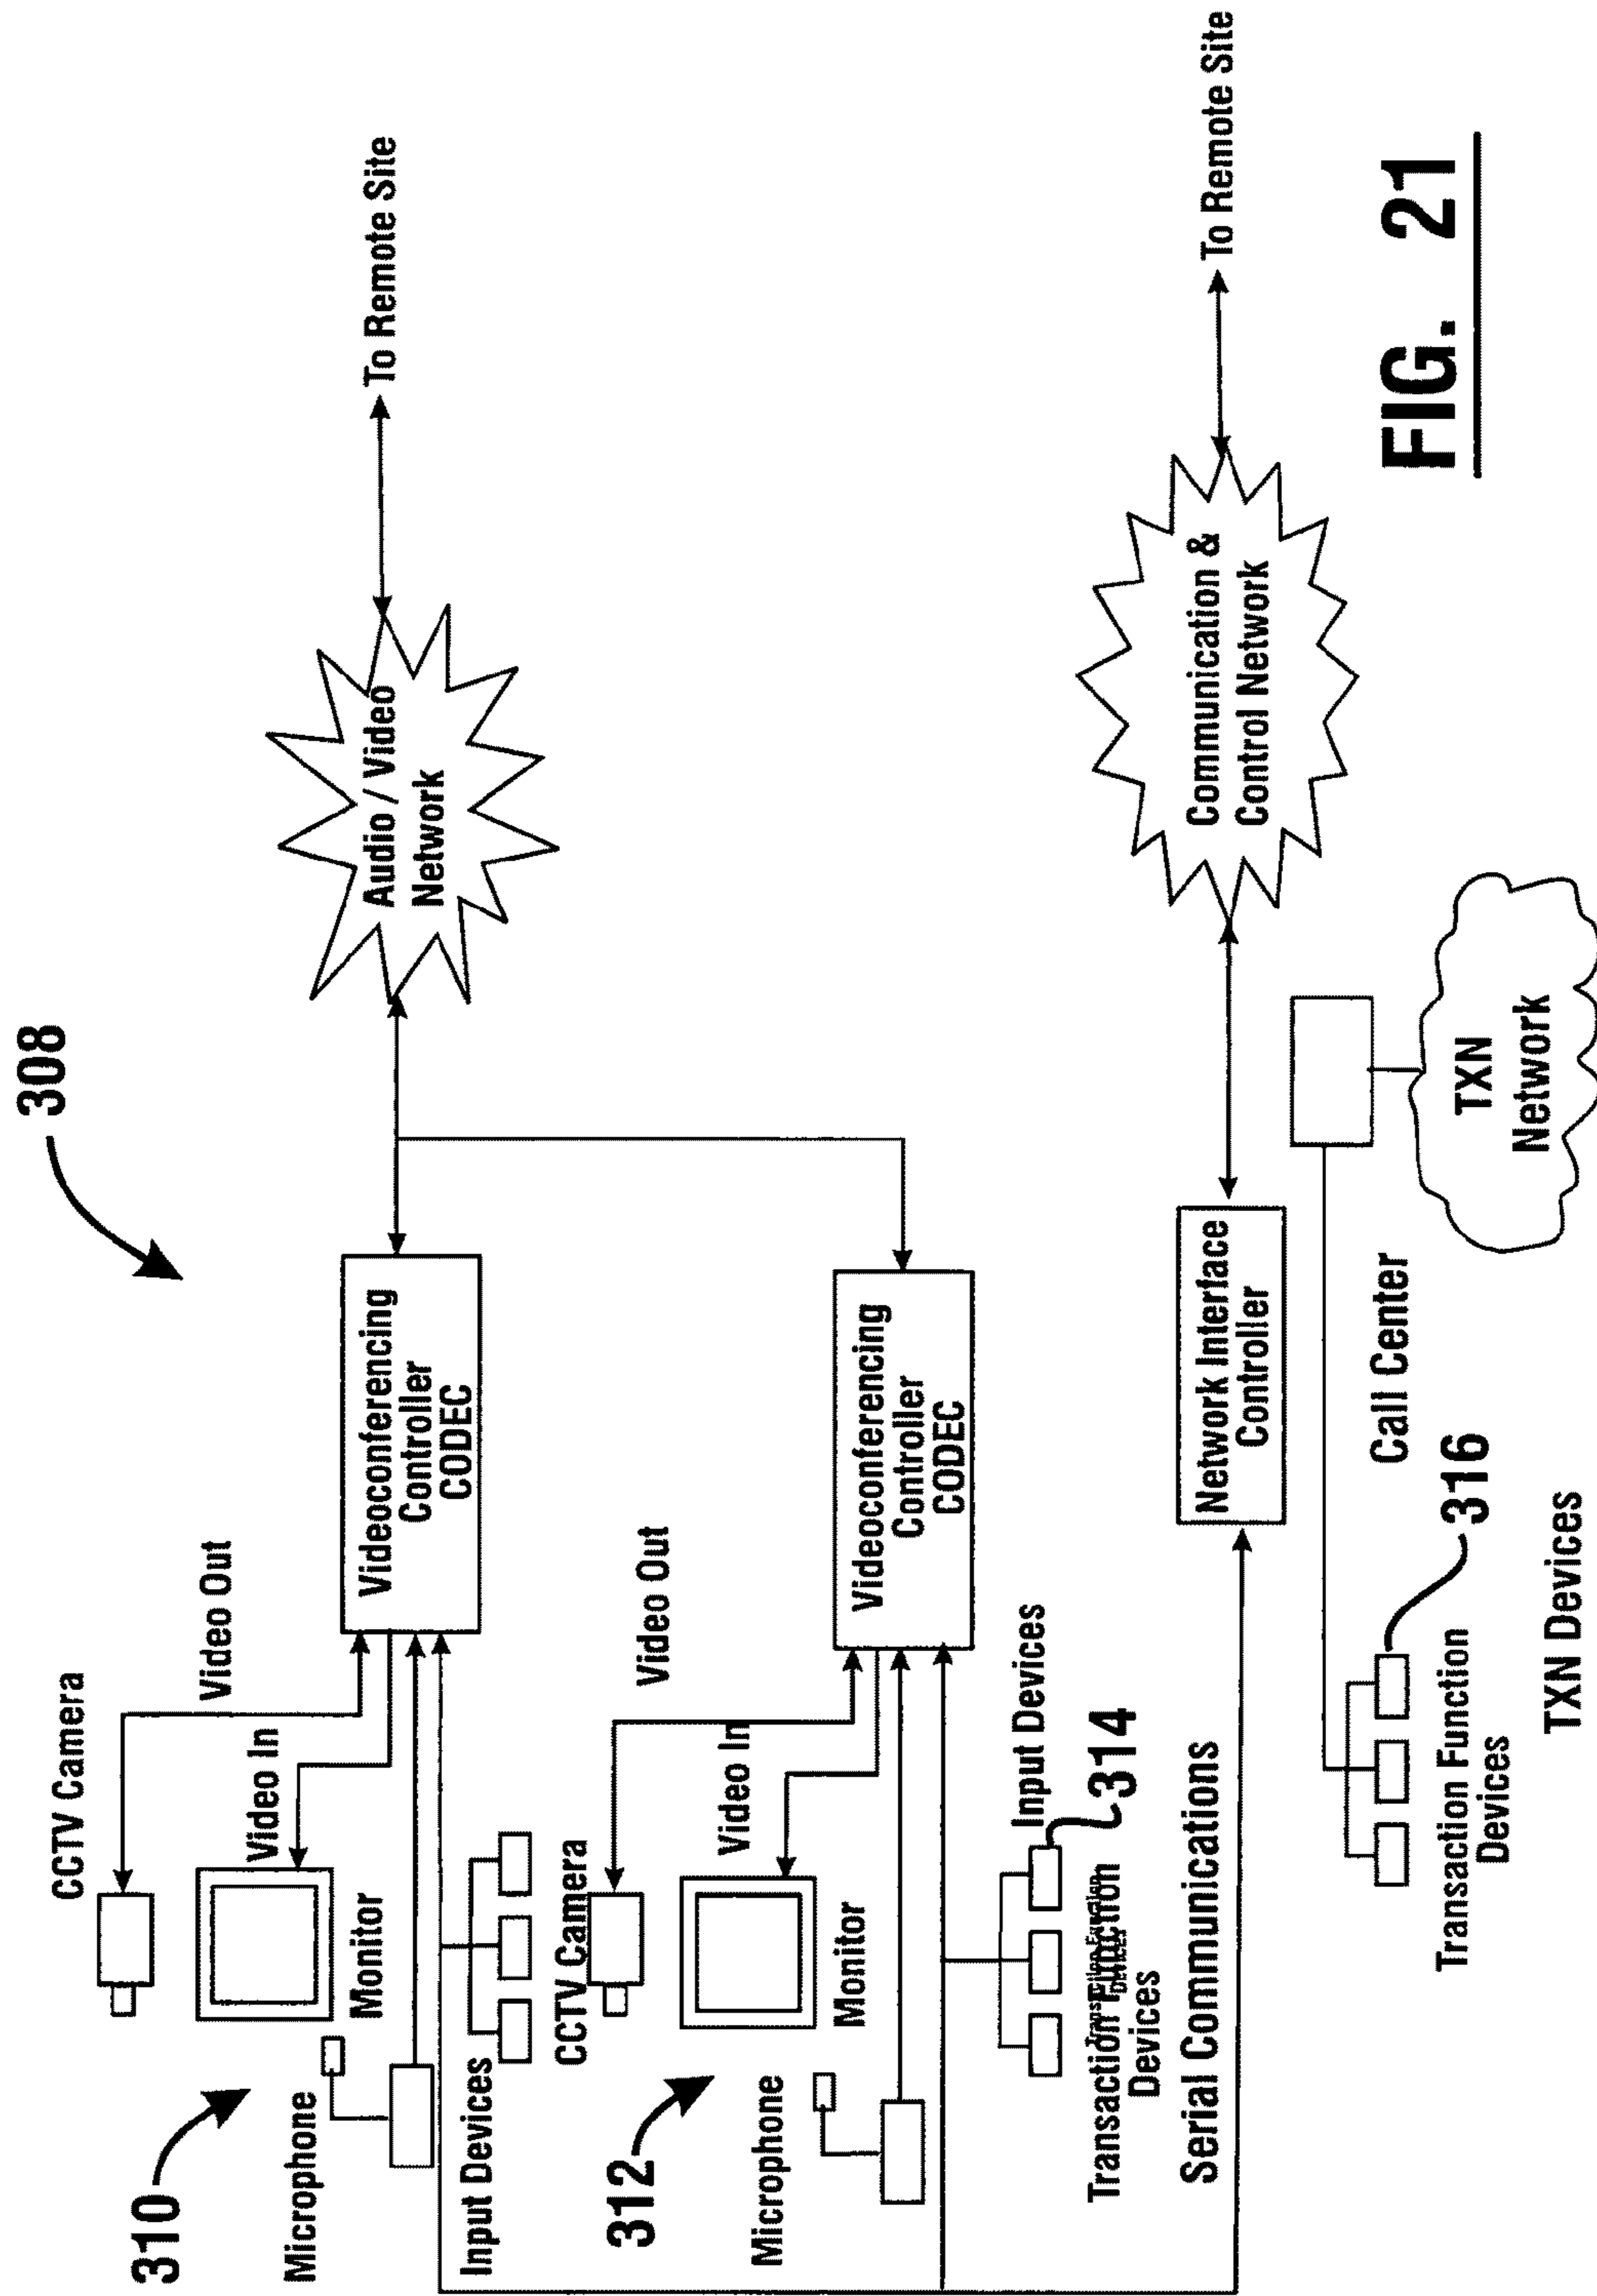 308
310
CCTV Camera
Video Out
Video In
Monitor
Microphone
Input Devices
Videoconferencing
Controller
CODEC
Audio / Video
Network
To Remote Site
312
CCTV Camera
Video Out
Video In
Monitor
Microphone
Videoconferencing
Controller
CODEC
Input Devices
314
Transaction Function
Devices
Serial Communications
Network Interface
Controller
Communication &
Control Network
To Remote Site
Call Center
316
Transaction Function
Devices
TXN Devices
TXN
Network
FIG. 21